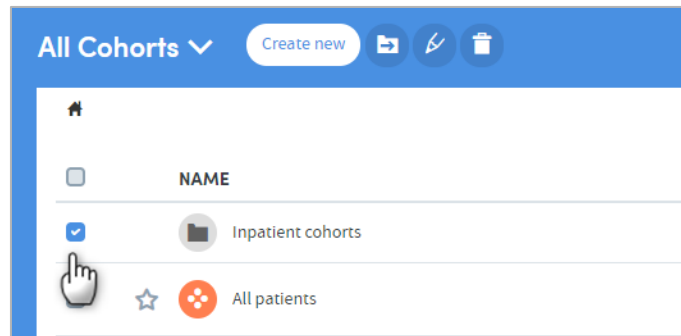 All Cohorts
Create new
NAME
Inpatient cohorts
All patients